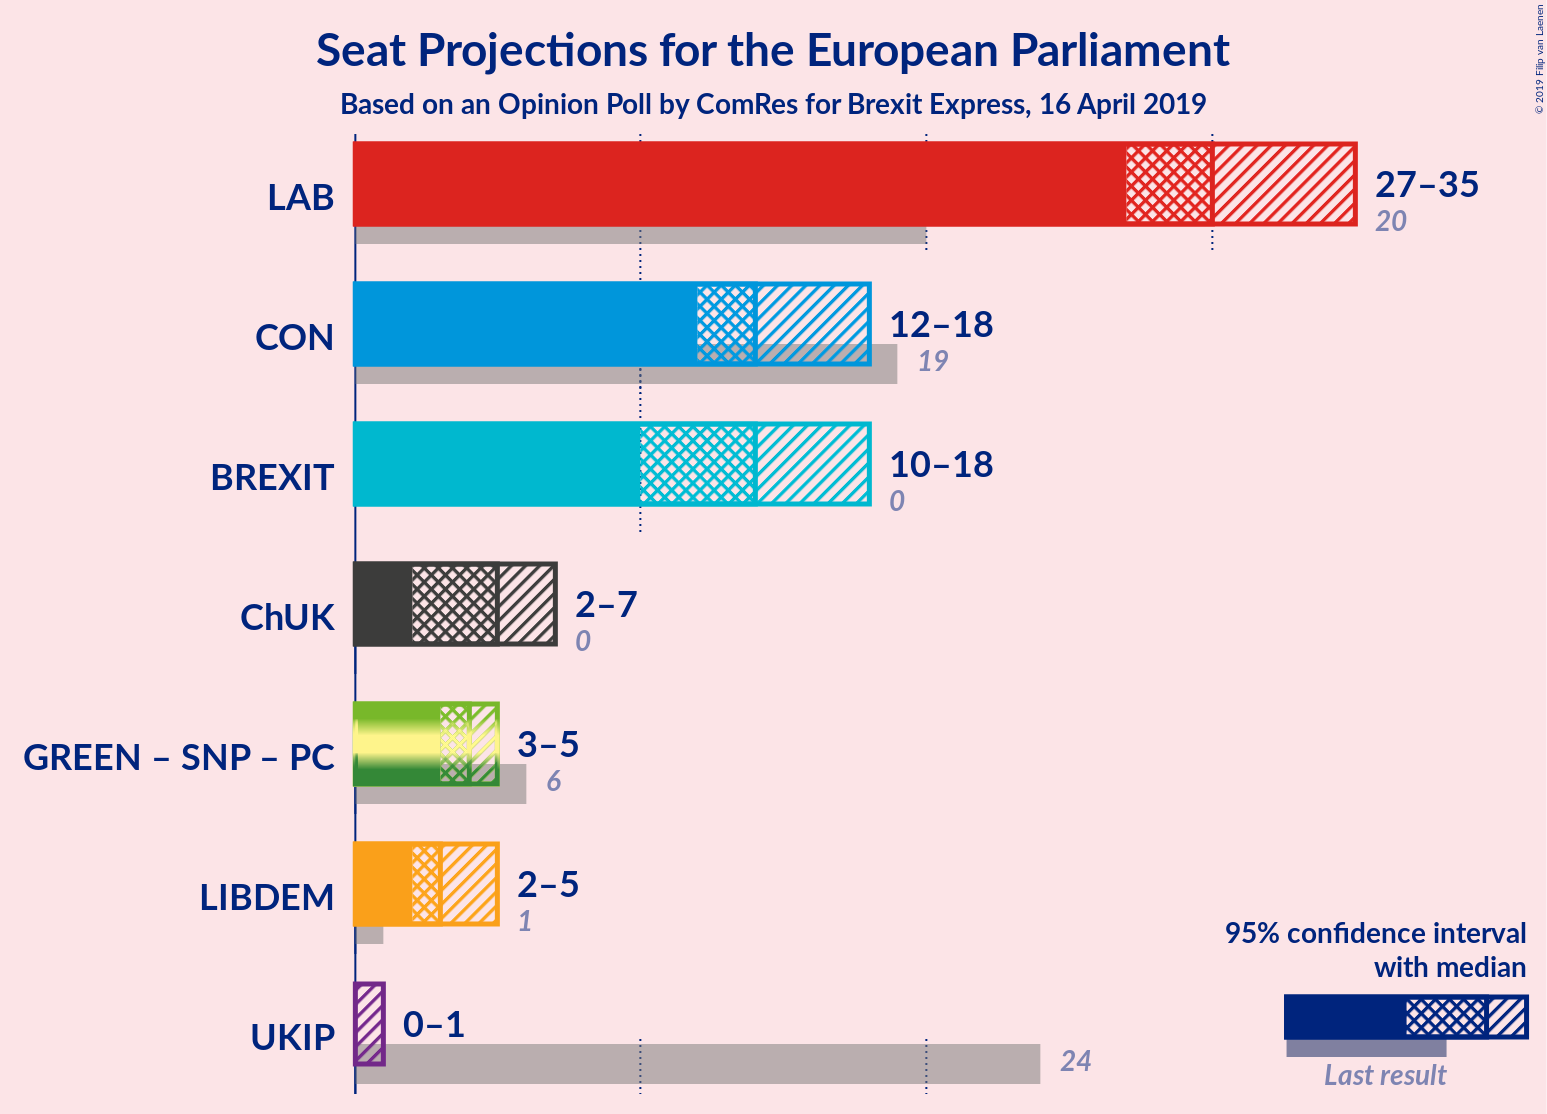 Seat Projections for the European Parliament
Based on an Opinion Poll by ComRes for Brexit Express, 16 April 2019
© 2019 Filip van Laenen
LAB
27–35
20
CON
12–18
19
BREXIT
10–18
0
ChUK
2–7
0
GREEN – SNP – PC
3–5
6
LIBDEM
2–5
1
UKIP
0–1
24
95% confidence interval
with median
Last result